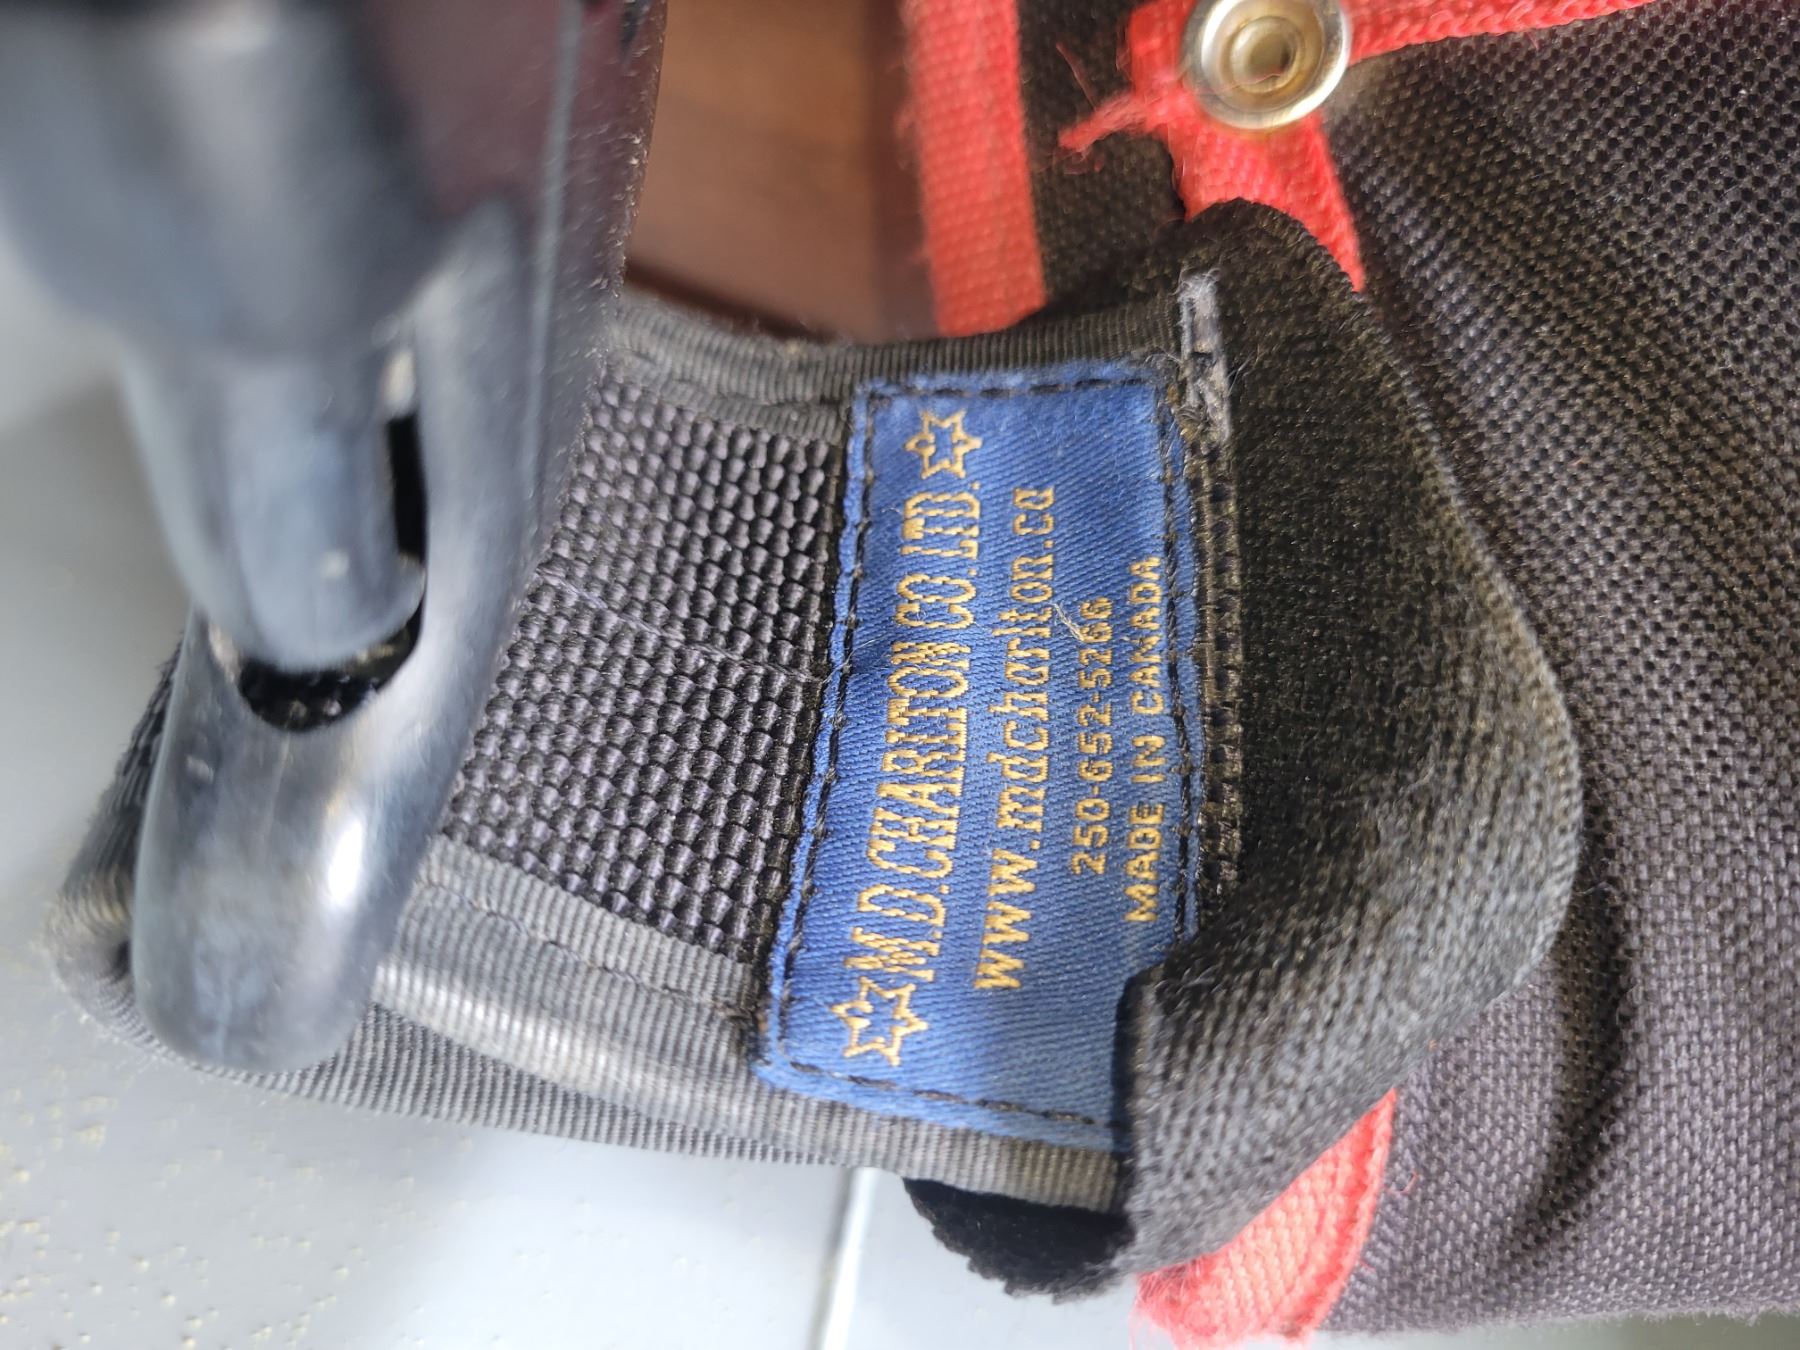 M.D. CHARLTON CO. LTD.
www.mdcharlton.ca
250-652-5266
MADE IN CANADA